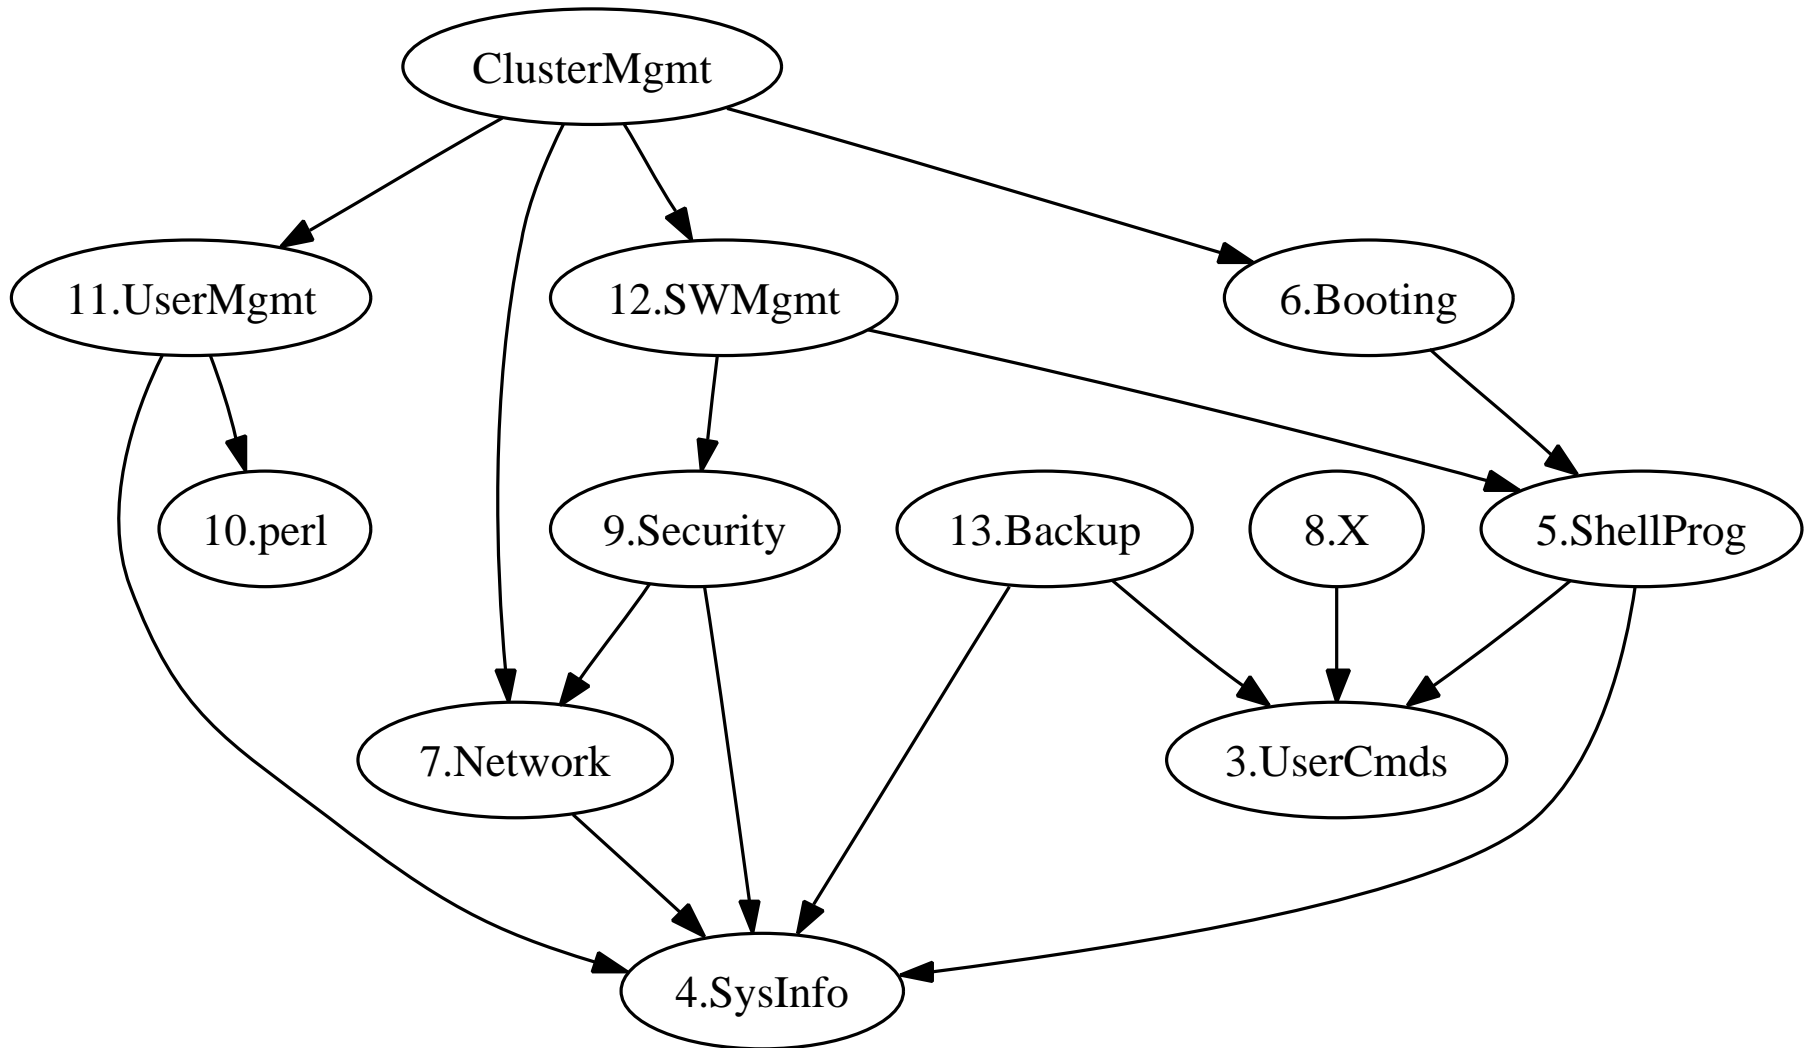 ClusterMgmt
11.UserMgmt
12.SWMgmt
6.Booting
10.perl
9.Security
13.Backup
8.X
5.ShellProg
7.Network
3.UserCmds
4.SysInfo